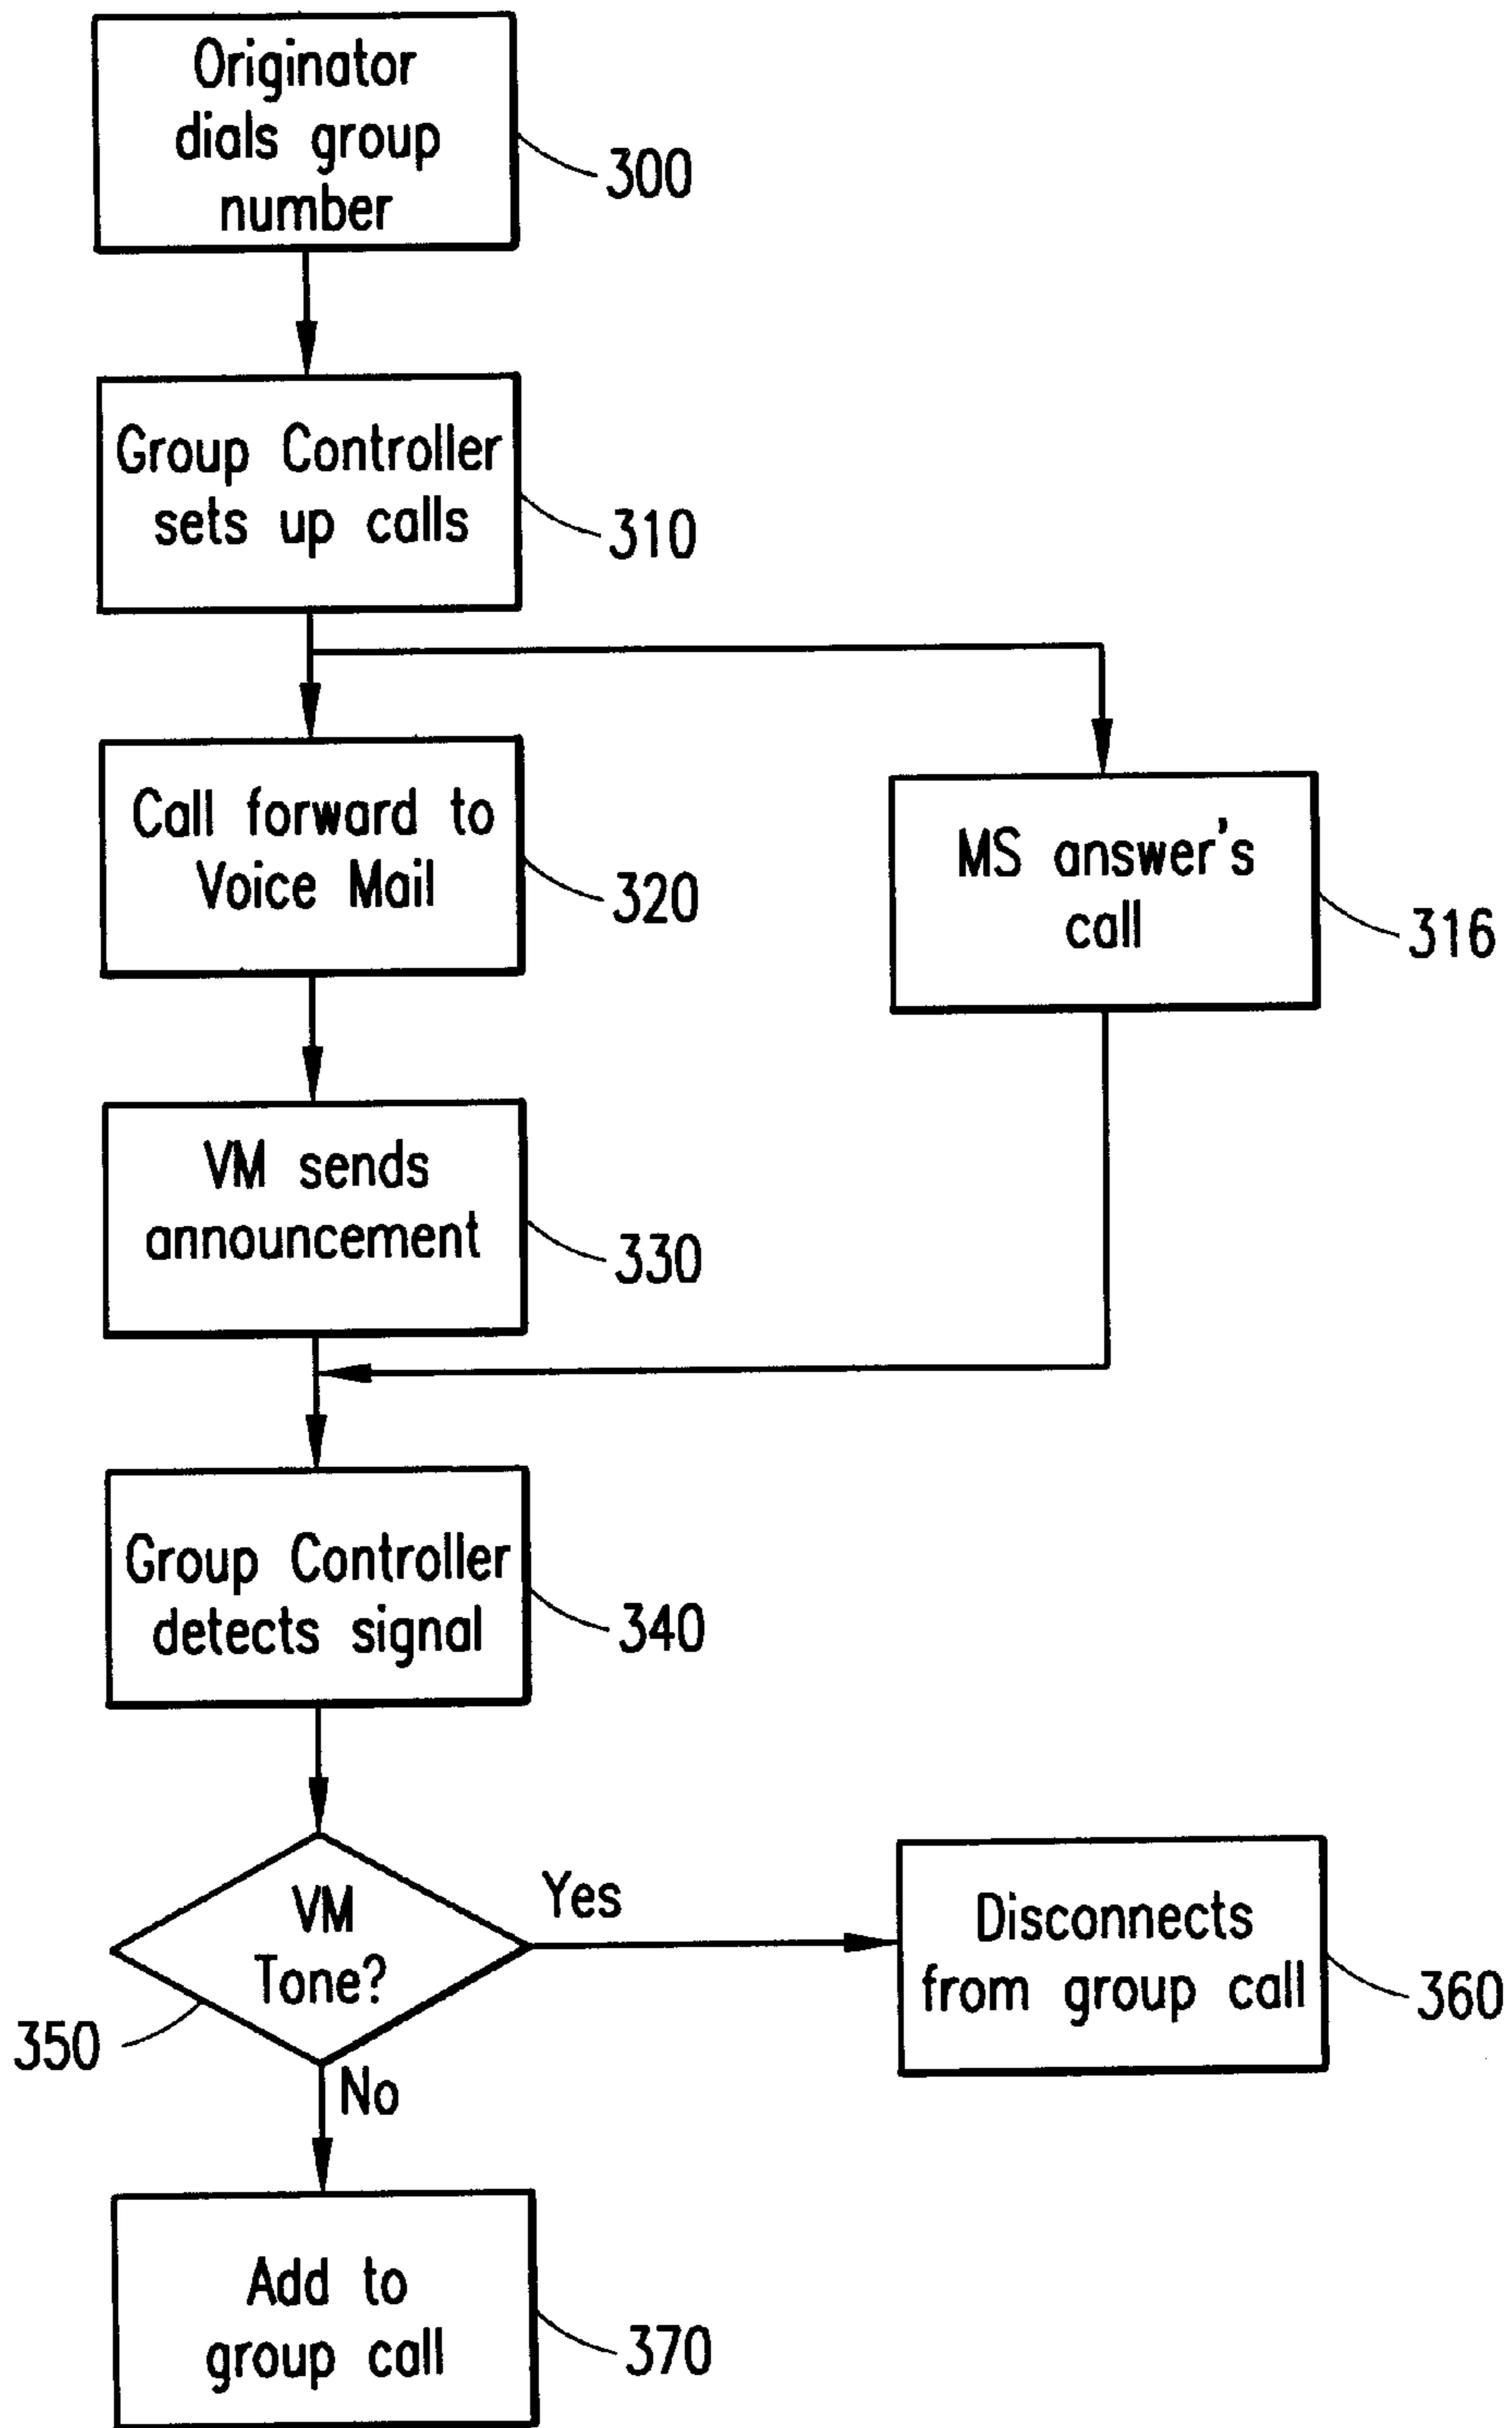 Originator
dials group
number
300
Group Controller
sets up calls
310
Call forward to
Voice Mail
320
MS answer's
call
316
VM sends
announcement
330
Group Controller
detects signal
340
VM
Tone?
350
Yes
Disconnects
from group call
360
No
Add to
group call
370